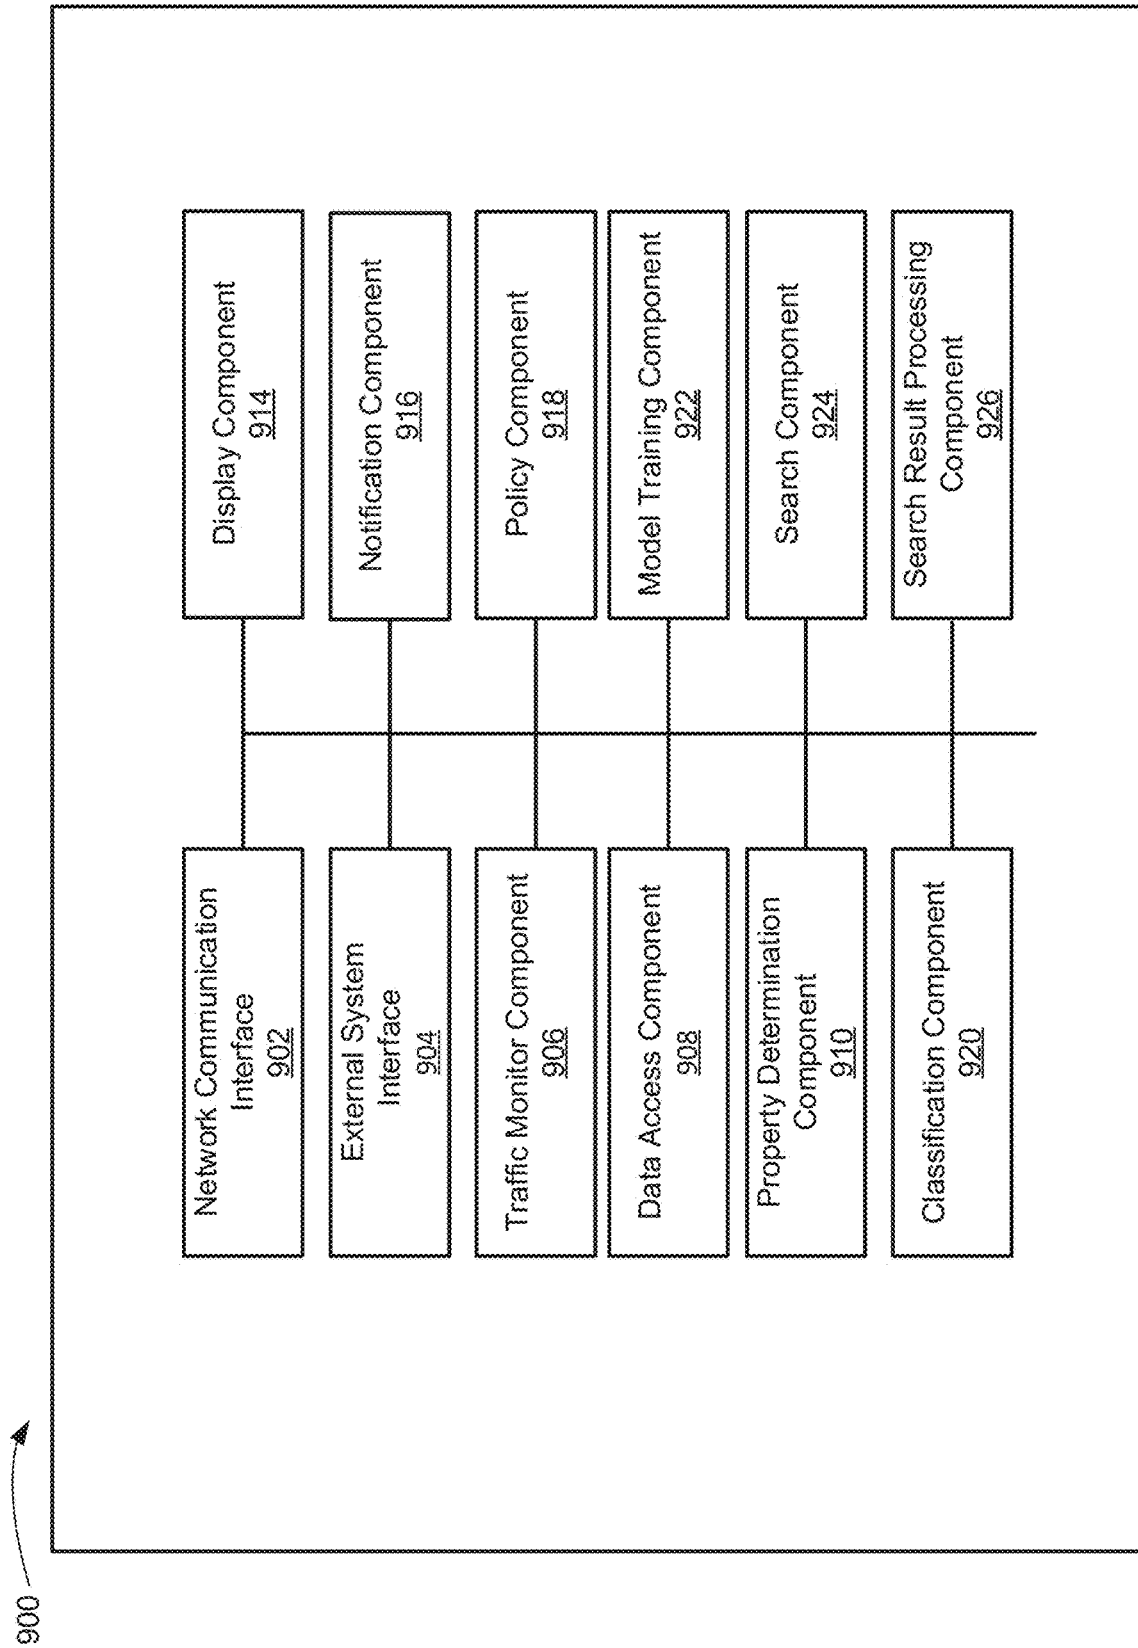 900
Network Communication
Interface
902
External System
Interface
904
Traffic Monitor Component
906
Data Access Component
908
Property Determination
Component
910
Classification Component
920
Display Component
914
Notification Component
916
Policy Component
918
Model Training Component
922
Search Component
924
Search Result Processing
Component
926